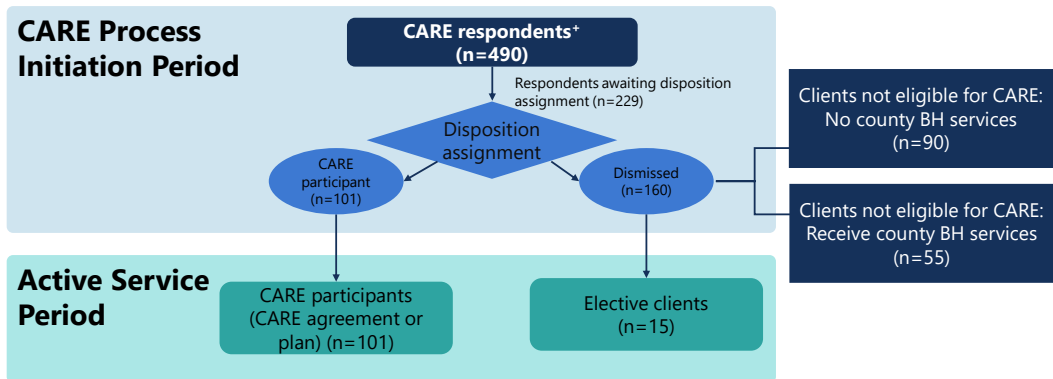 CARE Process
Initiation Period
CARE respondents⁺
(n=490)
Respondents awaiting disposition
assignment (n=229)
Disposition
assignment
CARE
participant
(n=101)
Dismissed
(n=160)
Clients not eligible for CARE:
No county BH services
(n=90)
Clients not eligible for CARE:
Receive county BH services
(n=55)
Active Service
Period
CARE participants
(CARE agreement or
plan) (n=101)
Elective clients
(n=15)